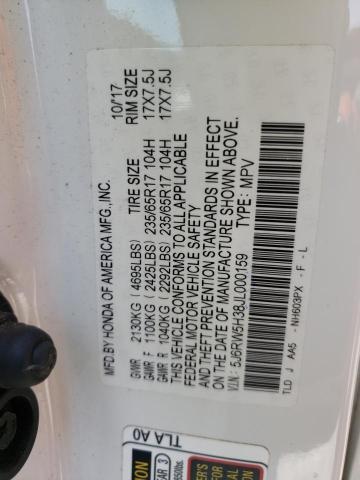 MFD.BY HONDA OF AMERICA MFG.,INC. 10/17
TIRE SIZE RIM SIZE
GVWR 2130KG (4695LBS)
GAWR F 1100KG (2425LBS) 235/65R17 104H 17X7.5J
GAWR R 1040KG (2292LBS) 235/65R17 104H 17X7.5J
THIS VEHICLE CONFORMS TO ALL APPLICABLE
FEDERAL MOTOR VEHICLE SAFETY
AND THEFT PREVENTION STANDARDS IN EFFECT
ON THE DATE OF MANUFACTURE SHOWN ABOVE.
V.I.N.: 5J6RW5H38JL000159 TYPE: MPV
TLD J AA5 - NH603PX - F - L
TLA A0